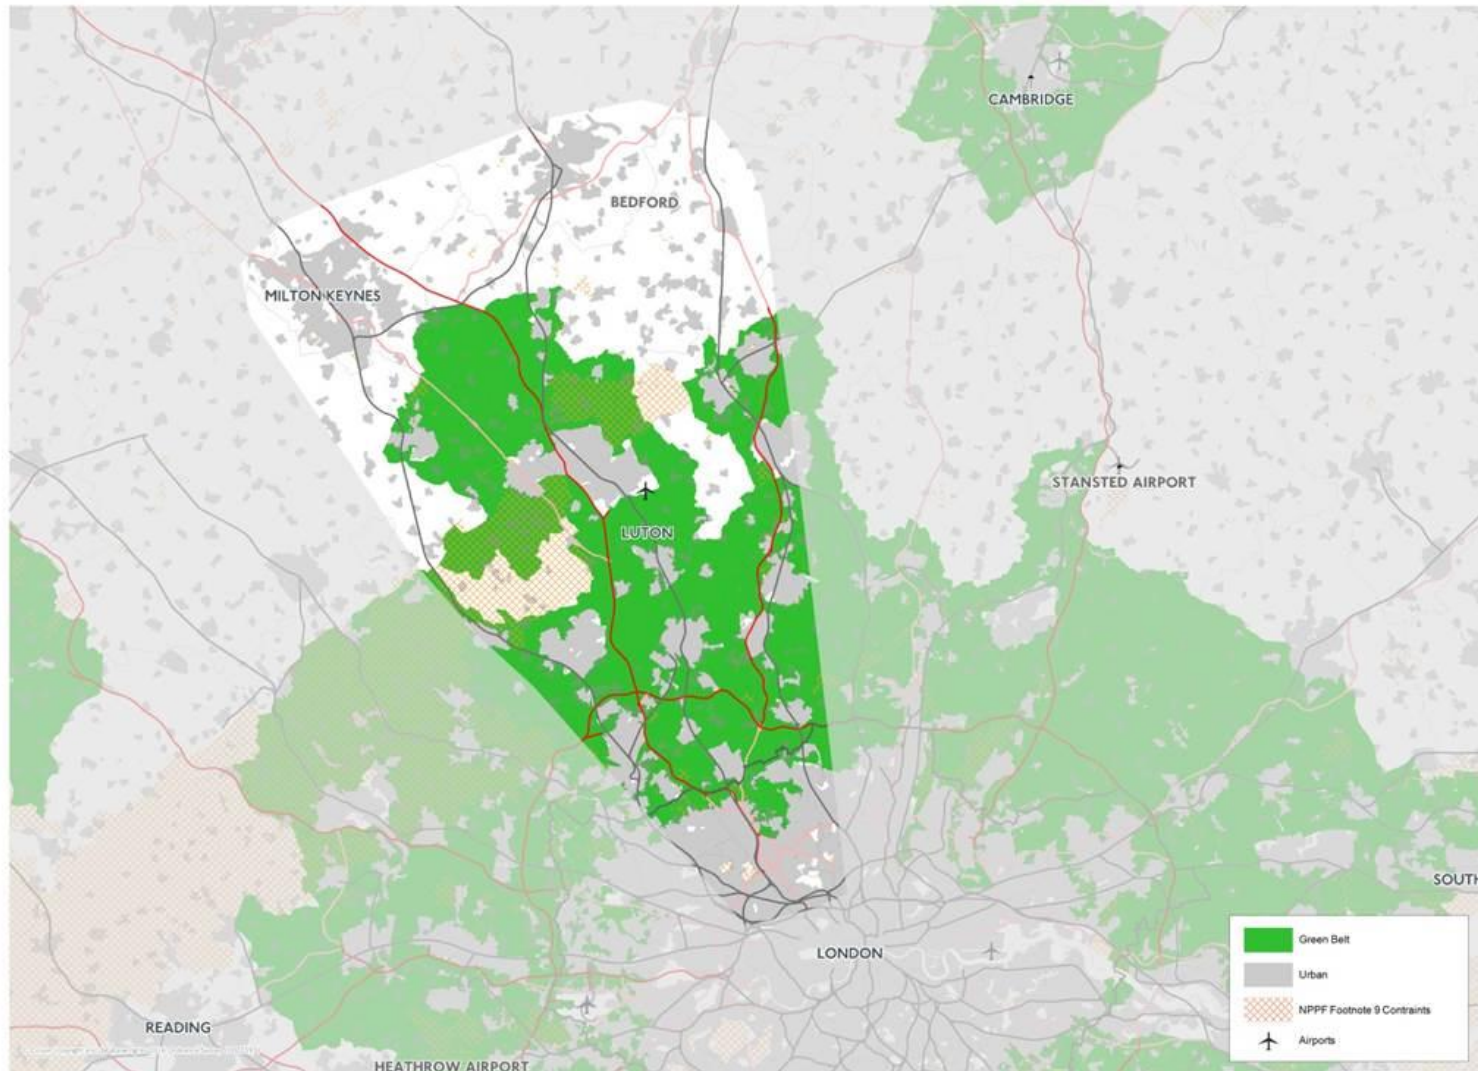 CAMBRIDGE
BEDFORD
MILTON KEYNES
STANSTED AIRPORT
LUTON
SOUTH
LONDON
READING
HEATHROW AIRPORT
Green Belt
Urban
NPPF Footnote 9 Contraints
Airports